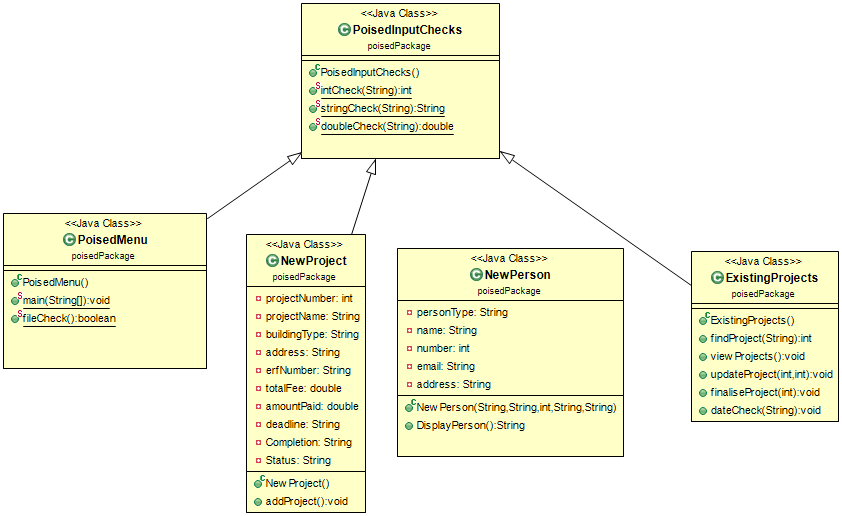 <<Java Class>>
PoisedInputChecks
poisedPackage
PoisedInputChecks()
intCheck(String):int
stringCheck(String):String
doubleCheck(String):double
<<Java Class>>
PoisedMenu
poisedPackage
PoisedMenu()
main(String[]):void
fileCheck():boolean
<<Java Class>>
NewProject
poisedPackage
projectNumber: int
projectName: String
buildingType: String
address: String
erfNumber: String
totalFee: double
amountPaid: double
deadline: String
Completion: String
Status: String
NewProject()
addProject():void
<<Java Class>>
NewPerson
poisedPackage
personType: String
name: String
number: int
email: String
address: String
NewPerson(String,String,int,String,String)
DisplayPerson():String
<<Java Class>>
ExistingProjects
poisedPackage
ExistingProjects()
findProject(String):int
viewProjects():void
updateProject(int,int):void
finaliseProject(int):void
dateCheck(String):void